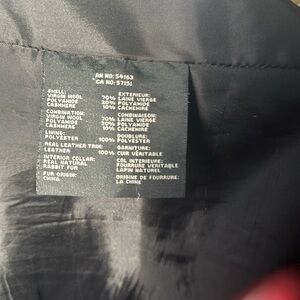 RN NO: 54163
CA NO: 57151
SHELL: EXTERIEUR:
VIRGIN WOOL 70% LAINE VIERGE
POLYAMIDE 20% POLYAMIDE
CASHMERE 10% CACHEMIRE
COMBINATION: COMBINAISON:
VIRGIN WOOL 70% LAINE VIERGE
POLYAMIDE 20% POLYAMIDE
CASHMERE 10% CACHEMIRE
LINING: DOUBLURE:
POLYESTER 100% POLYESTER
REAL LEATHER TRIM: GARNITURE:
LEATHER 100% CUIR VÉRITABLE
INTERIOR COLLAR: COL INTERIEURE:
REAL NATURAL FOURRURE VERITABLE
RABBIT FUR LAPIN NATUREL
FUR ORIGIN: ORIGINE DE FOURRURE:
CHINA LA CHINE